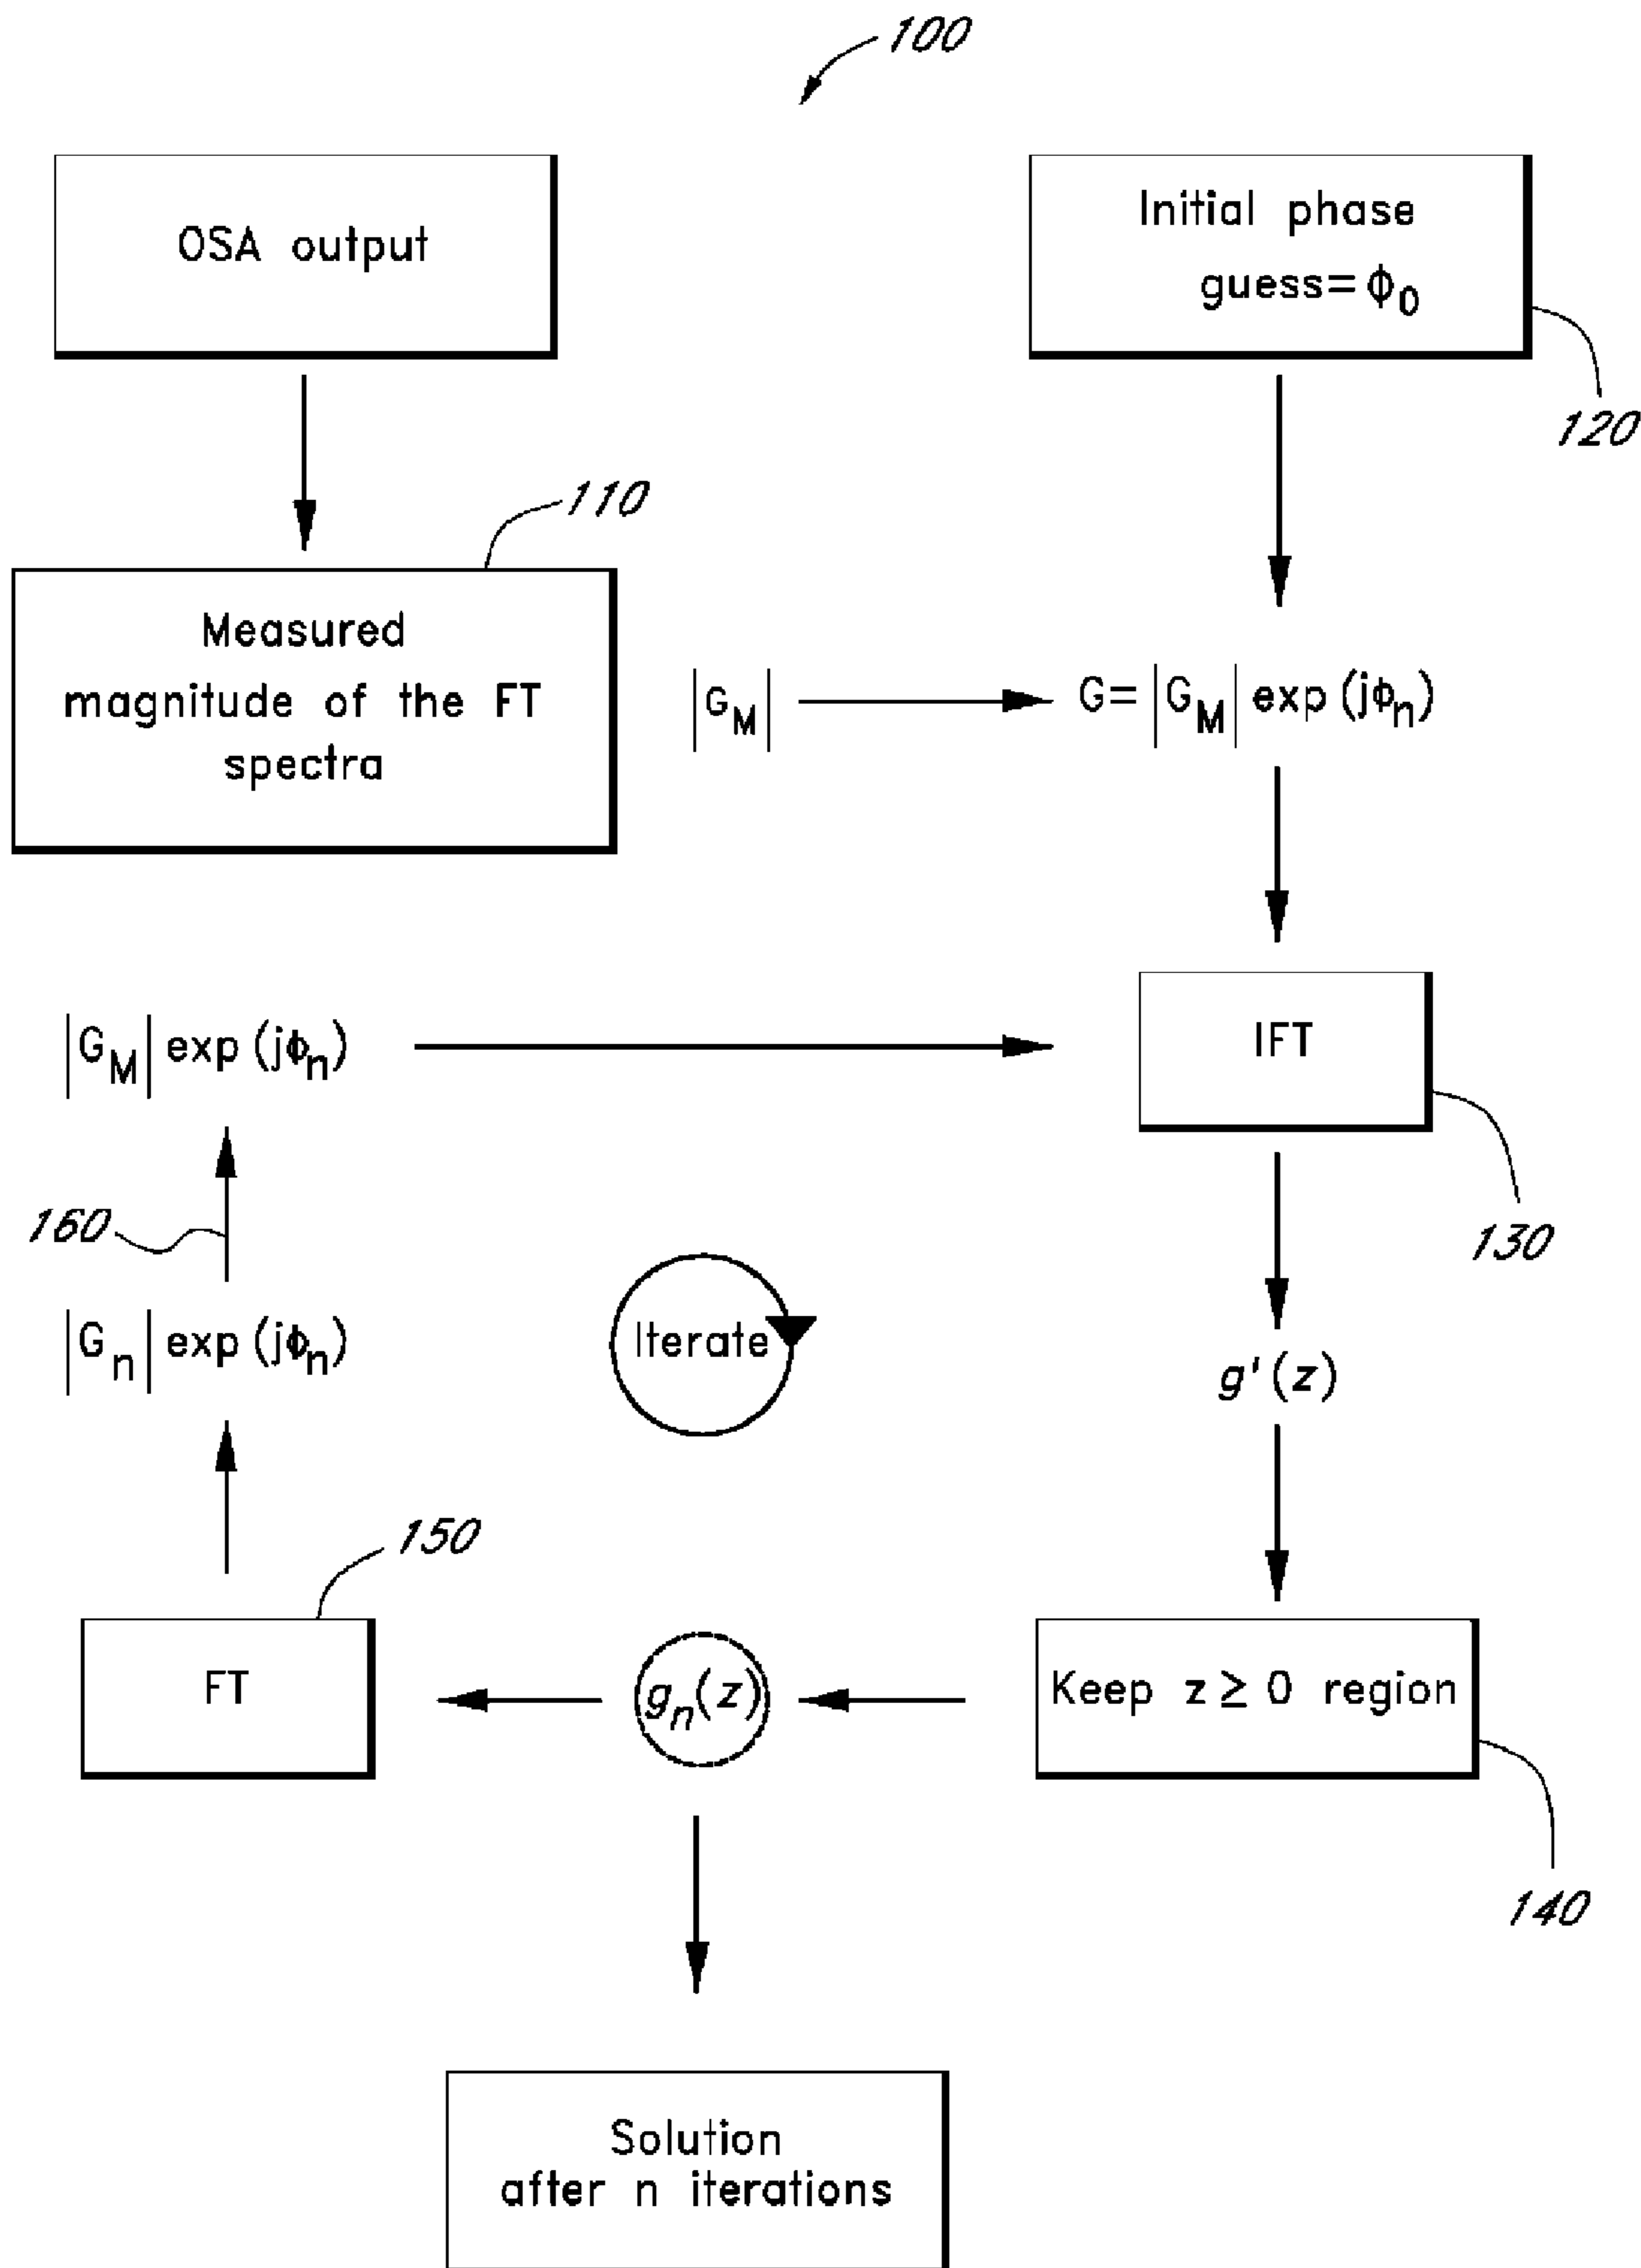 100
OSA output
Initial phase
guess=ϕ0
120
110
Measured
magnitude of the FT
spectra
|GM|
G=|GM| exp(jϕn)
|GM| exp(jϕn)
IFT
130
160
|Gn| exp(jϕn)
Iterate
g'(z)
150
FT
gn(z)
Keep z ≥ 0 region
140
Solution
after n iterations